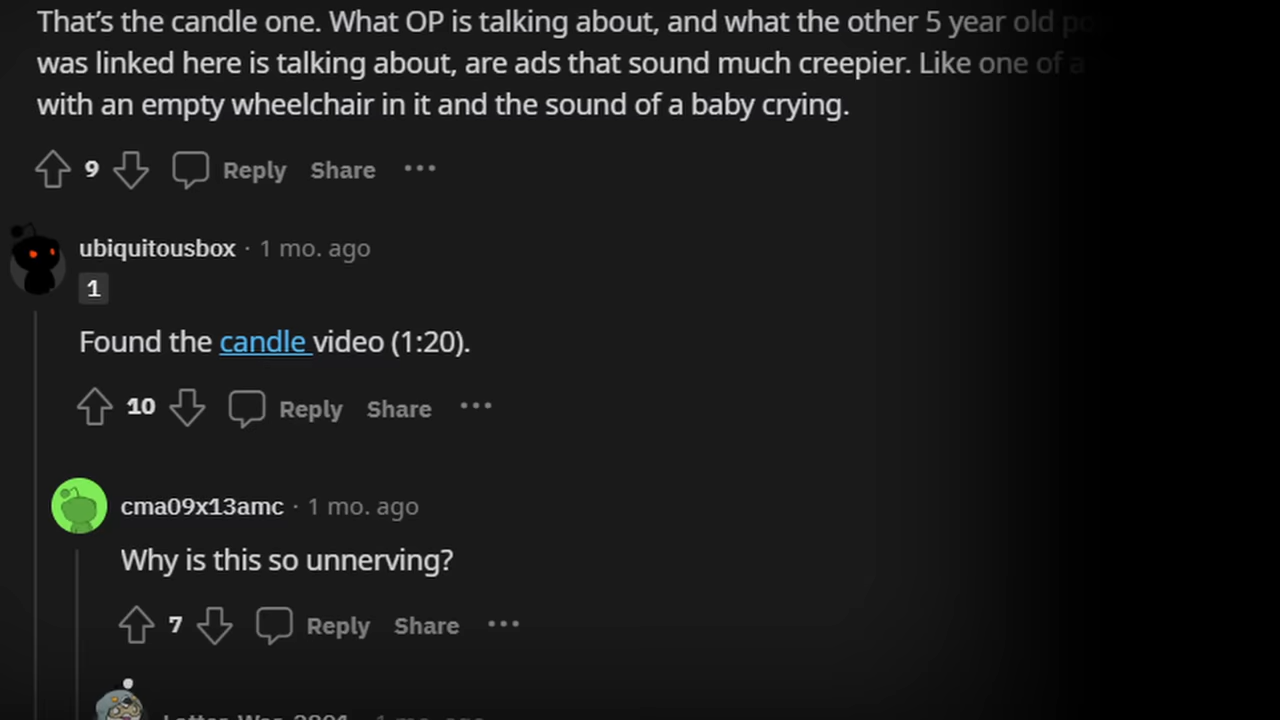 That's the candle one. What OP is talking about, and what the other 5 year old
was linked here is talking about, are ads that sound much creepier. Like one of a
with an empty wheelchair in it and the sound of a baby crying.
9 Reply Share ···
ubiquitousbox · 1 mo. ago
1
Found the candle video (1:20).
10 Reply Share ···
cma09x13amc · 1 mo. ago
Why is this so unnerving?
7 Reply Share ···
1 mo. ago